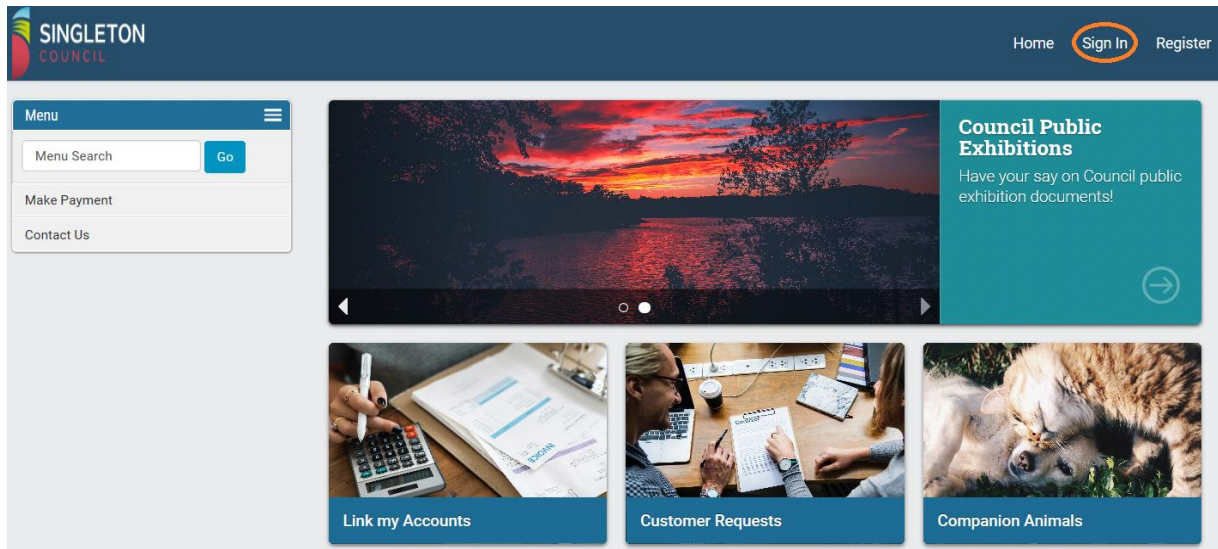 SINGLETON
COUNCIL
Home Sign In Register
Menu
Menu Search Go
Make Payment
Contact Us
Council Public
Exhibitions
Have your say on Council public
exhibition documents!
INVOICE
Link my Accounts
Customer Requests
Companion Animals